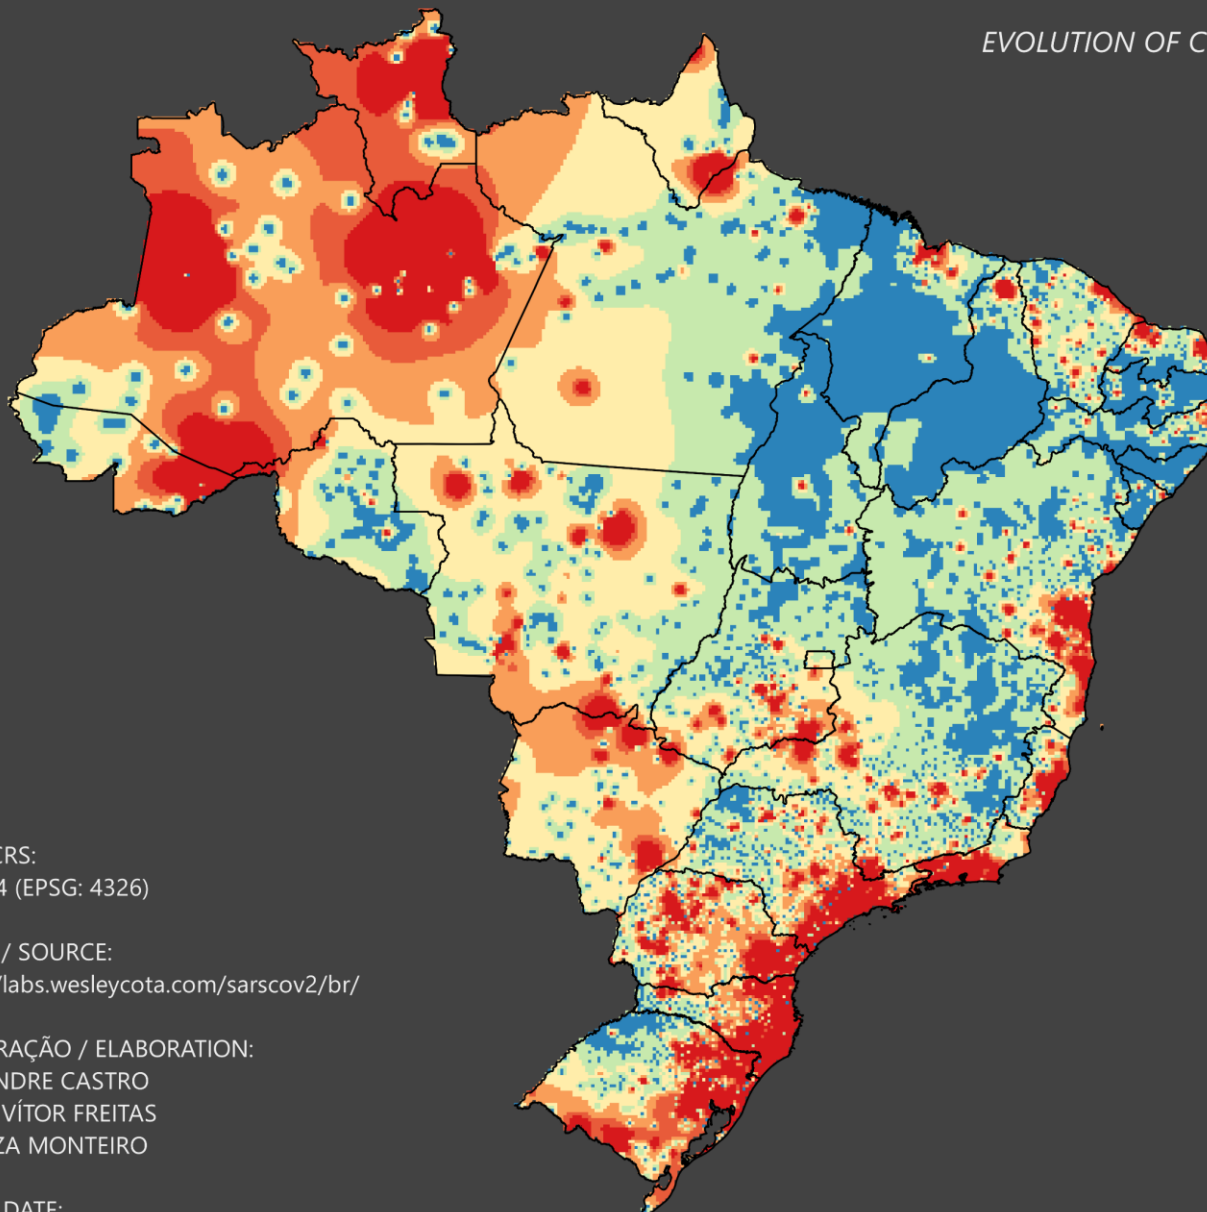 EVOLUTION OF C
CRS:
4 (EPSG: 4326)
/ SOURCE:
/labs.wesleycota.com/sarscov2/br/
RAÇÃO / ELABORATION:
NDRE CASTRO
VÍTOR FREITAS
ZA MONTEIRO
DATE: